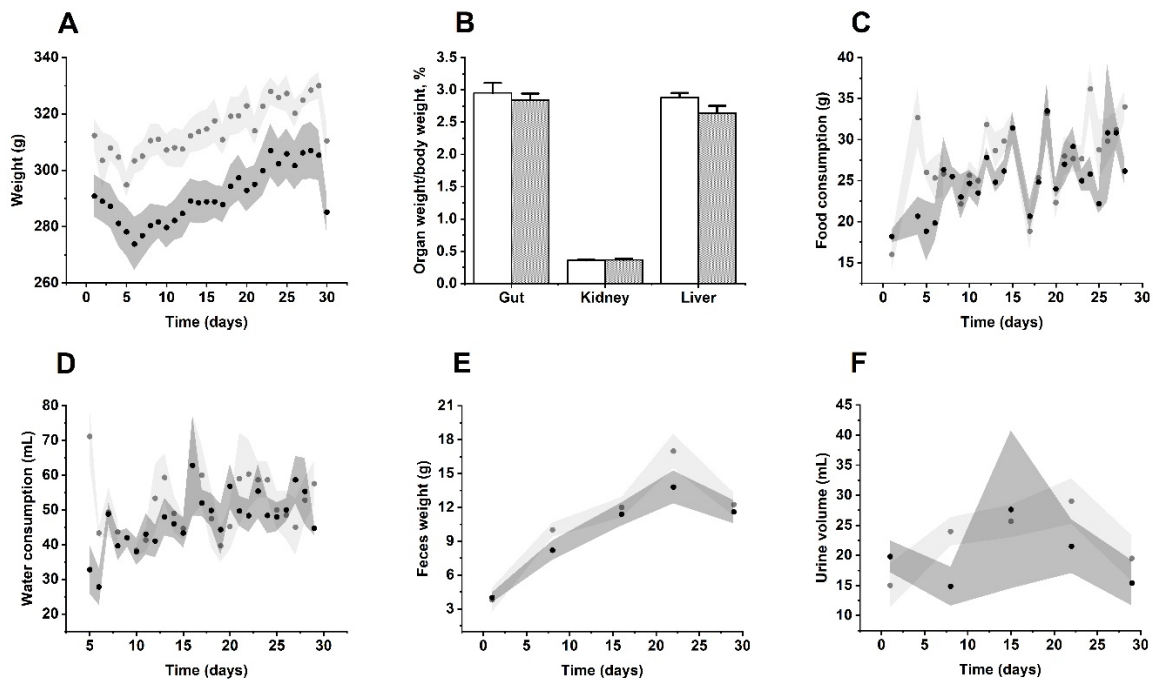 A
B
C
340
320
300
280
260
Weight (g)
0 5 10 15 20 25 30
Time (days)
3.5
3.0
2.5
2.0
1.5
1.0
0.5
0.0
Organ weight/body weight, %
Gut Kidney Liver
40
35
30
25
20
15
Food consumption (g)
0 5 10 15 20 25 30
Time (days)
D
E
F
80
70
60
50
40
30
20
Water consumption (mL)
5 10 15 20 25 30
Time (days)
21
18
15
12
9
6
3
Feces weight (g)
0 5 10 15 20 25 30
Time (days)
45
40
35
30
25
20
15
10
Urine volume (mL)
0 5 10 15 20 25 30
Time (days)